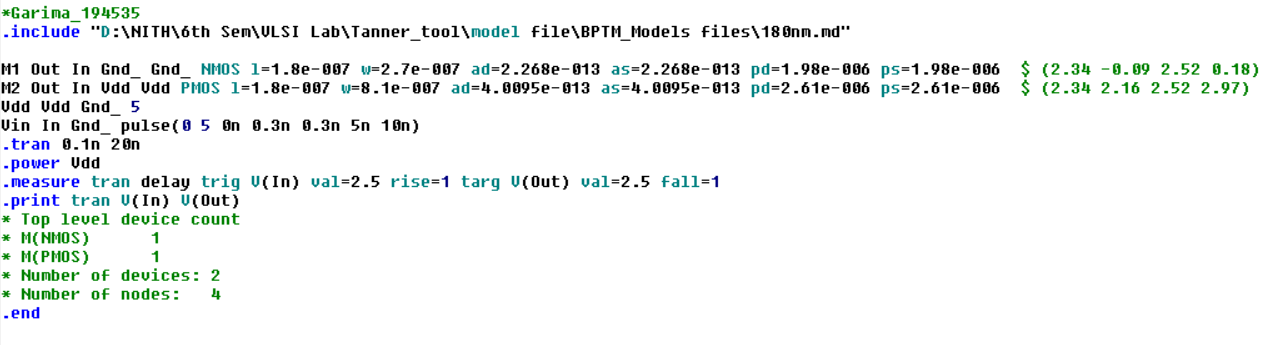 *Garima_194535
.include "D:\NITH\6th Sem\VLSI Lab\Tanner_tool\model file\BPTM_Models files\180nm.md"
M1 Out In Gnd_ Gnd_ NMOS l=1.8e-007 w=2.7e-007 ad=2.268e-013 as=2.268e-013 pd=1.98e-006 ps=1.98e-006  $ (2.34 -0.09 2.52 0.18)
M2 Out In Vdd Vdd PMOS l=1.8e-007 w=8.1e-007 ad=4.0095e-013 as=4.0095e-013 pd=2.61e-006 ps=2.61e-006  $ (2.34 2.16 2.52 2.97)
Vdd Vdd Gnd_ 5
Vin In Gnd_ pulse(0 5 0n 0.3n 0.3n 5n 10n)
.tran 0.1n 20n
.power Vdd
.measure tran delay trig V(In) val=2.5 rise=1 targ V(Out) val=2.5 fall=1
.print tran V(In) V(Out)
* Top level device count
* M(NMOS)      1
* M(PMOS)      1
* Number of devices: 2
* Number of nodes:   4
.end